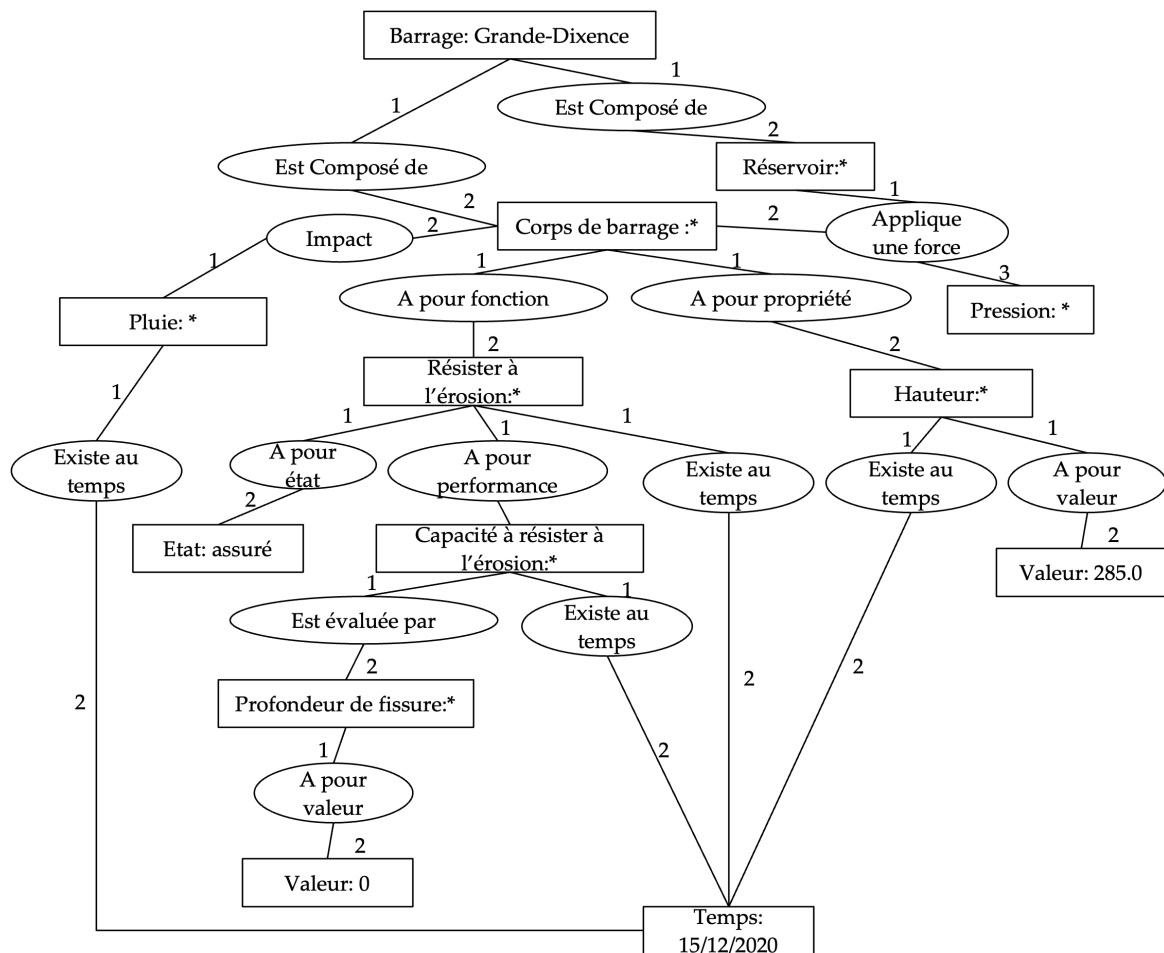 Barrage: Grande-Dixence
1
1
Est Composé de
2
Est Composé de
Réservoir:*
1
2
Corps de barrage :*
2
Applique
une force
2
Impact
1
1
1
3
A pour fonction
A pour propriété
Pression: *
Pluie: *
2
2
Résister à
l’érosion:*
Hauteur:*
1
1
1
1
1
1
Existe au
temps
A pour
état
A pour
performance
Existe au
temps
Existe au
temps
A pour
valeur
2
2
Etat: assuré
Capacité à résister à
l’érosion:*
Valeur: 285.0
1
1
Est évaluée par
Existe au
temps
2
2
2
2
Profondeur de fissure:*
1
2
A pour
valeur
2
Valeur: 0
Temps:
15/12/2020